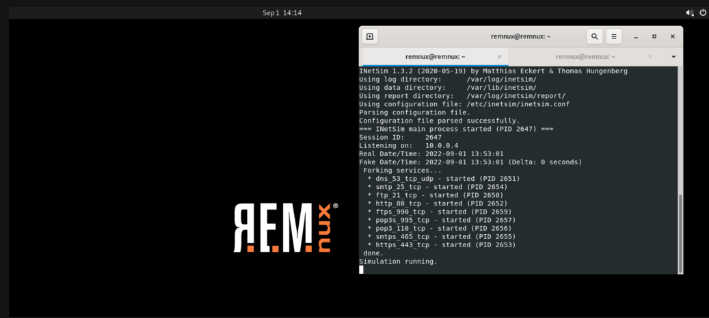 Sep 1 14:14
remnux@remnux: ~
remnux@remnux: ~
remnux@remnux: ~
INetSim 1.3.2 (2020-05-19) by Matthias Eckert & Thomas Hungenberg
Using log directory: /var/log/inetsim/
Using data directory: /var/lib/inetsim/
Using report directory: /var/log/inetsim/report/
Using configuration file: /etc/inetsim/inetsim.conf
Parsing configuration file.
Configuration file parsed successfully.
=== INetSim main process started (PID 2647) ===
Session ID: 2647
Listening on: 10.0.0.4
Real Date/Time: 2022-09-01 13:53:01
Fake Date/Time: 2022-09-01 13:53:01 (Delta: 0 seconds)
Forking services...
* dns_53_tcp_udp - started (PID 2651)
* smtp_25_tcp - started (PID 2654)
* ftp_21_tcp - started (PID 2658)
* http_80_tcp - started (PID 2652)
* ftps_990_tcp - started (PID 2659)
* pop3s_995_tcp - started (PID 2657)
* pop3_110_tcp - started (PID 2656)
* smtps_465_tcp - started (PID 2655)
* https_443_tcp - started (PID 2653)
done.
Simulation running.
REMnux®